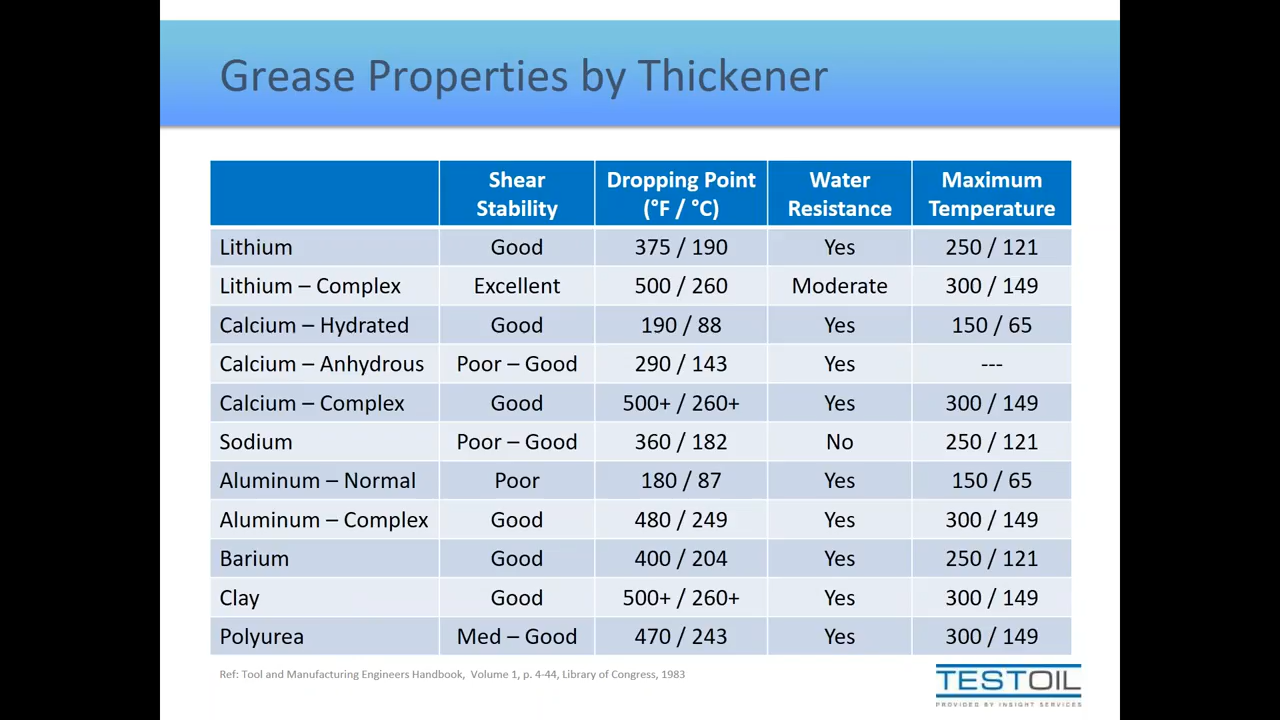 Grease Properties by Thickener
Shear Stability Dropping Point (°F / °C) Water Resistance Maximum Temperature
Lithium Good 375 / 190 Yes 250 / 121
Lithium – Complex Excellent 500 / 260 Moderate 300 / 149
Calcium – Hydrated Good 190 / 88 Yes 150 / 65
Calcium – Anhydrous Poor – Good 290 / 143 Yes ---
Calcium – Complex Good 500+ / 260+ Yes 300 / 149
Sodium Poor – Good 360 / 182 No 250 / 121
Aluminum – Normal Poor 180 / 87 Yes 150 / 65
Aluminum – Complex Good 480 / 249 Yes 300 / 149
Barium Good 400 / 204 Yes 250 / 121
Clay Good 500+ / 260+ Yes 300 / 149
Polyurea Med – Good 470 / 243 Yes 300 / 149
Ref: Tool and Manufacturing Engineers Handbook, Volume 1, p. 4-44, Library of Congress, 1983
TESTOIL
PROVIDED BY INSIGHT SERVICES